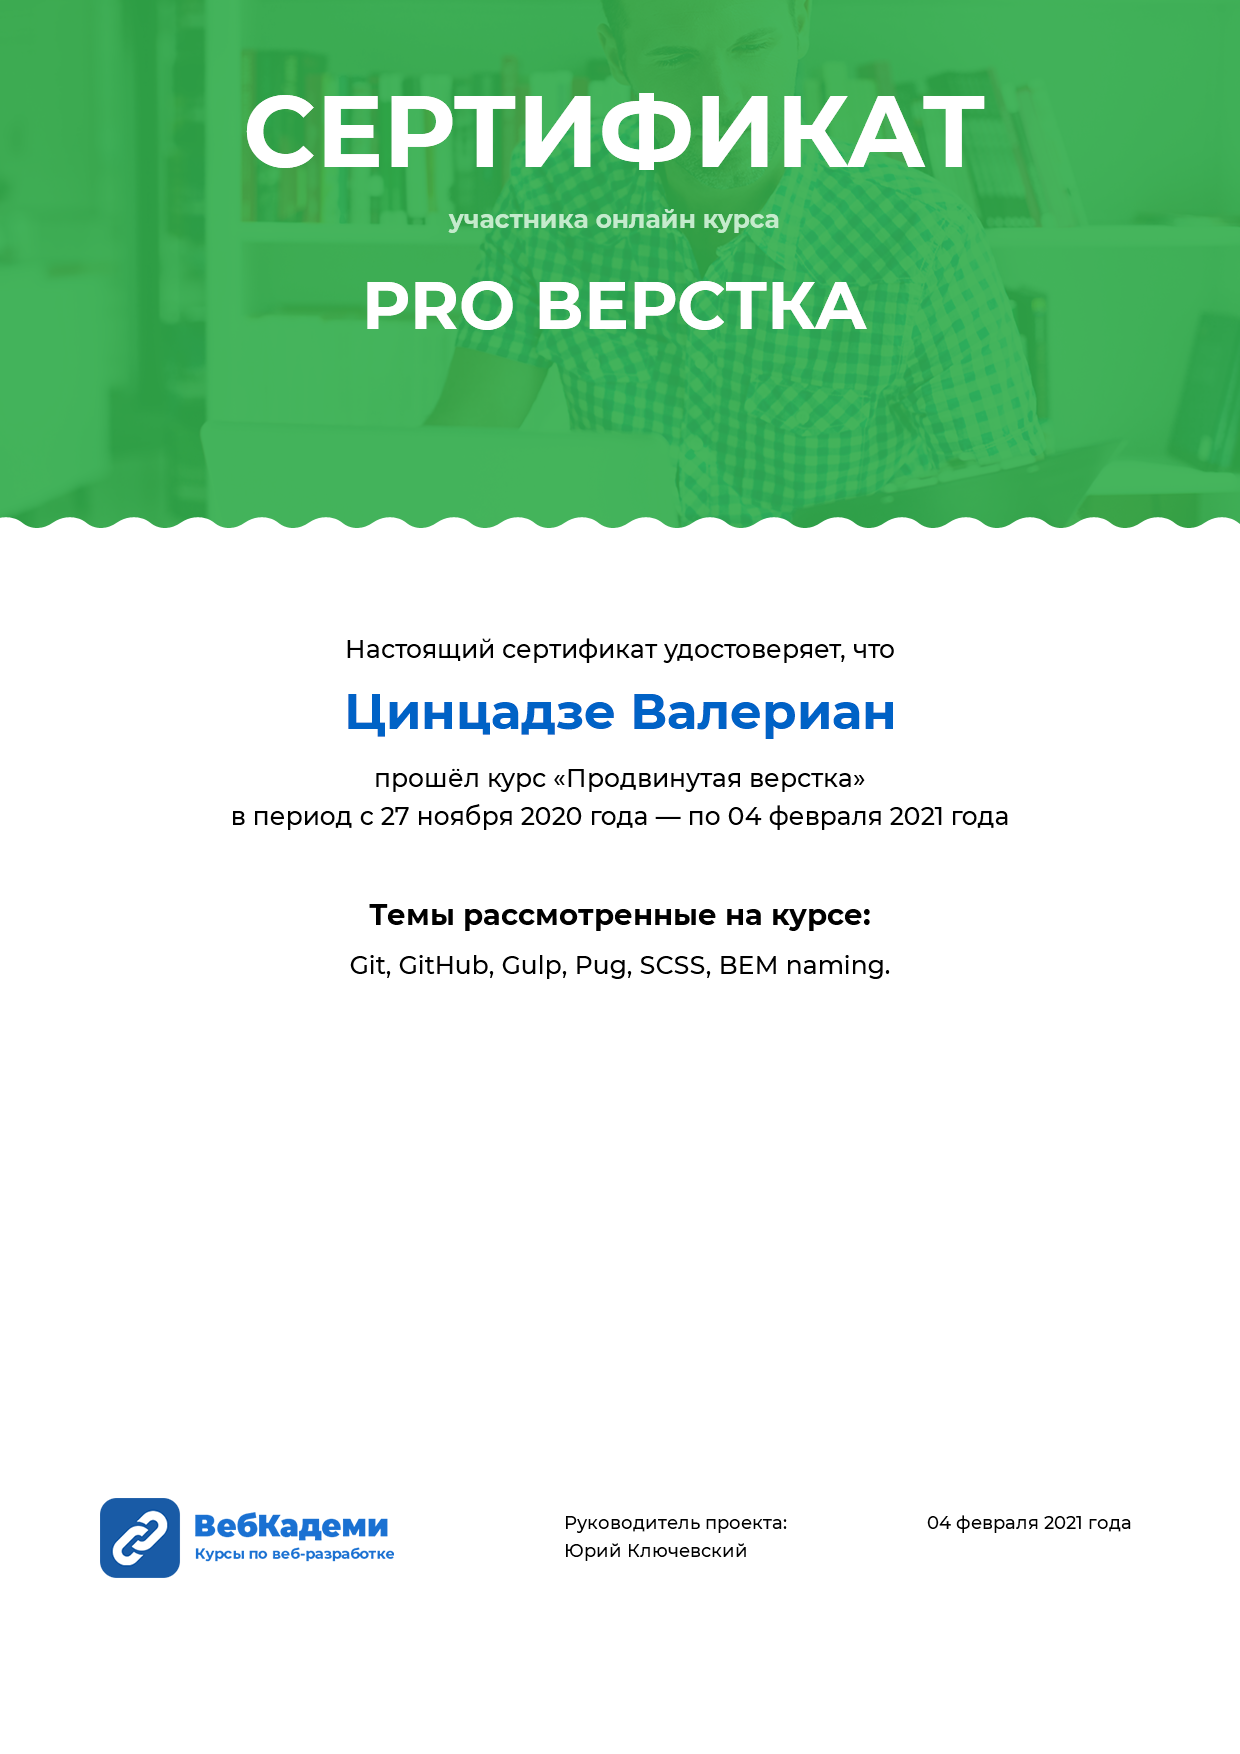 СЕРТИФИКАТ
участника онлайн курса
PRO ВЕРСТКА
Настоящий сертификат удостоверяет, что
Цинцадзе Валериан
прошёл курс «Продвинутая верстка»
в период с 27 ноября 2020 года — по 04 февраля 2021 года
Темы рассмотренные на курсе:
Git, GitHub, Gulp, Pug, SCSS, BEM naming.
ВебКадеми
Курсы по веб-разработке
Руководитель проекта:
Юрий Ключевский
04 февраля 2021 года